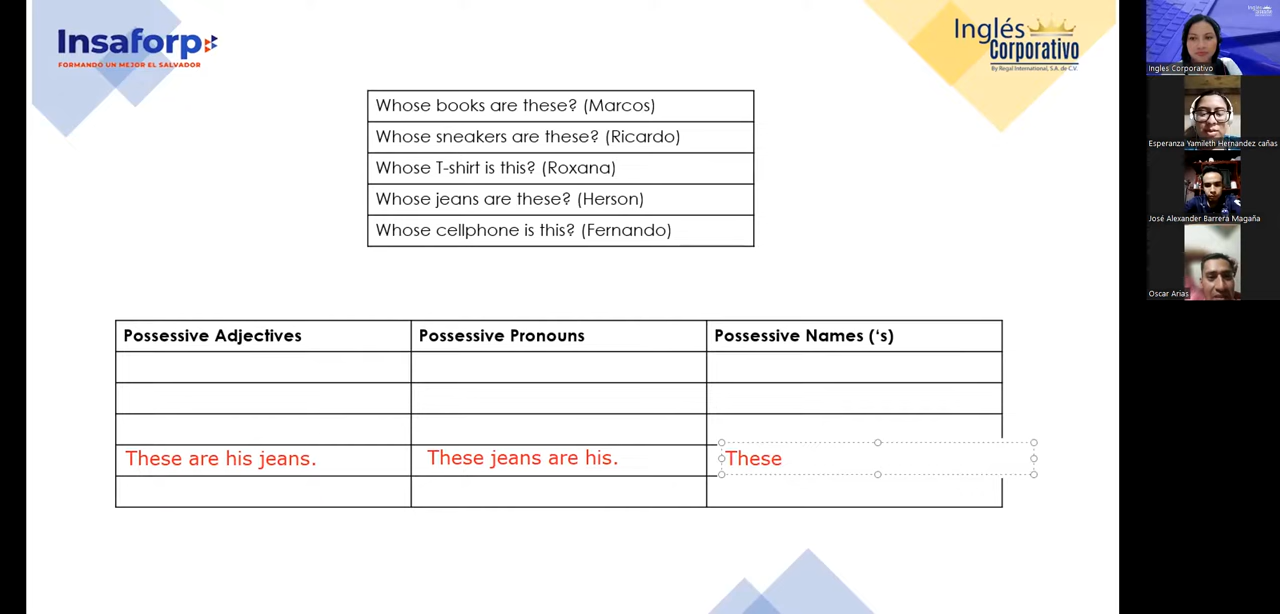 Insaforp
FORMANDO UN MEJOR EL SALVADOR
Inglés
Corporativo
By Regal International, S.A. de C.V.
Whose books are these? (Marcos)
Whose sneakers are these? (Ricardo)
Whose T-shirt is this? (Roxana)
Whose jeans are these? (Herson)
Whose cellphone is this? (Fernando)
Possessive Adjectives Possessive Pronouns Possessive Names (‘s)
These are his jeans. These jeans are his. These
Ingles Corporativo
Esperanza Yamileth Hernandez cañas
José Alexander Barrera Magaña
Oscar Arias